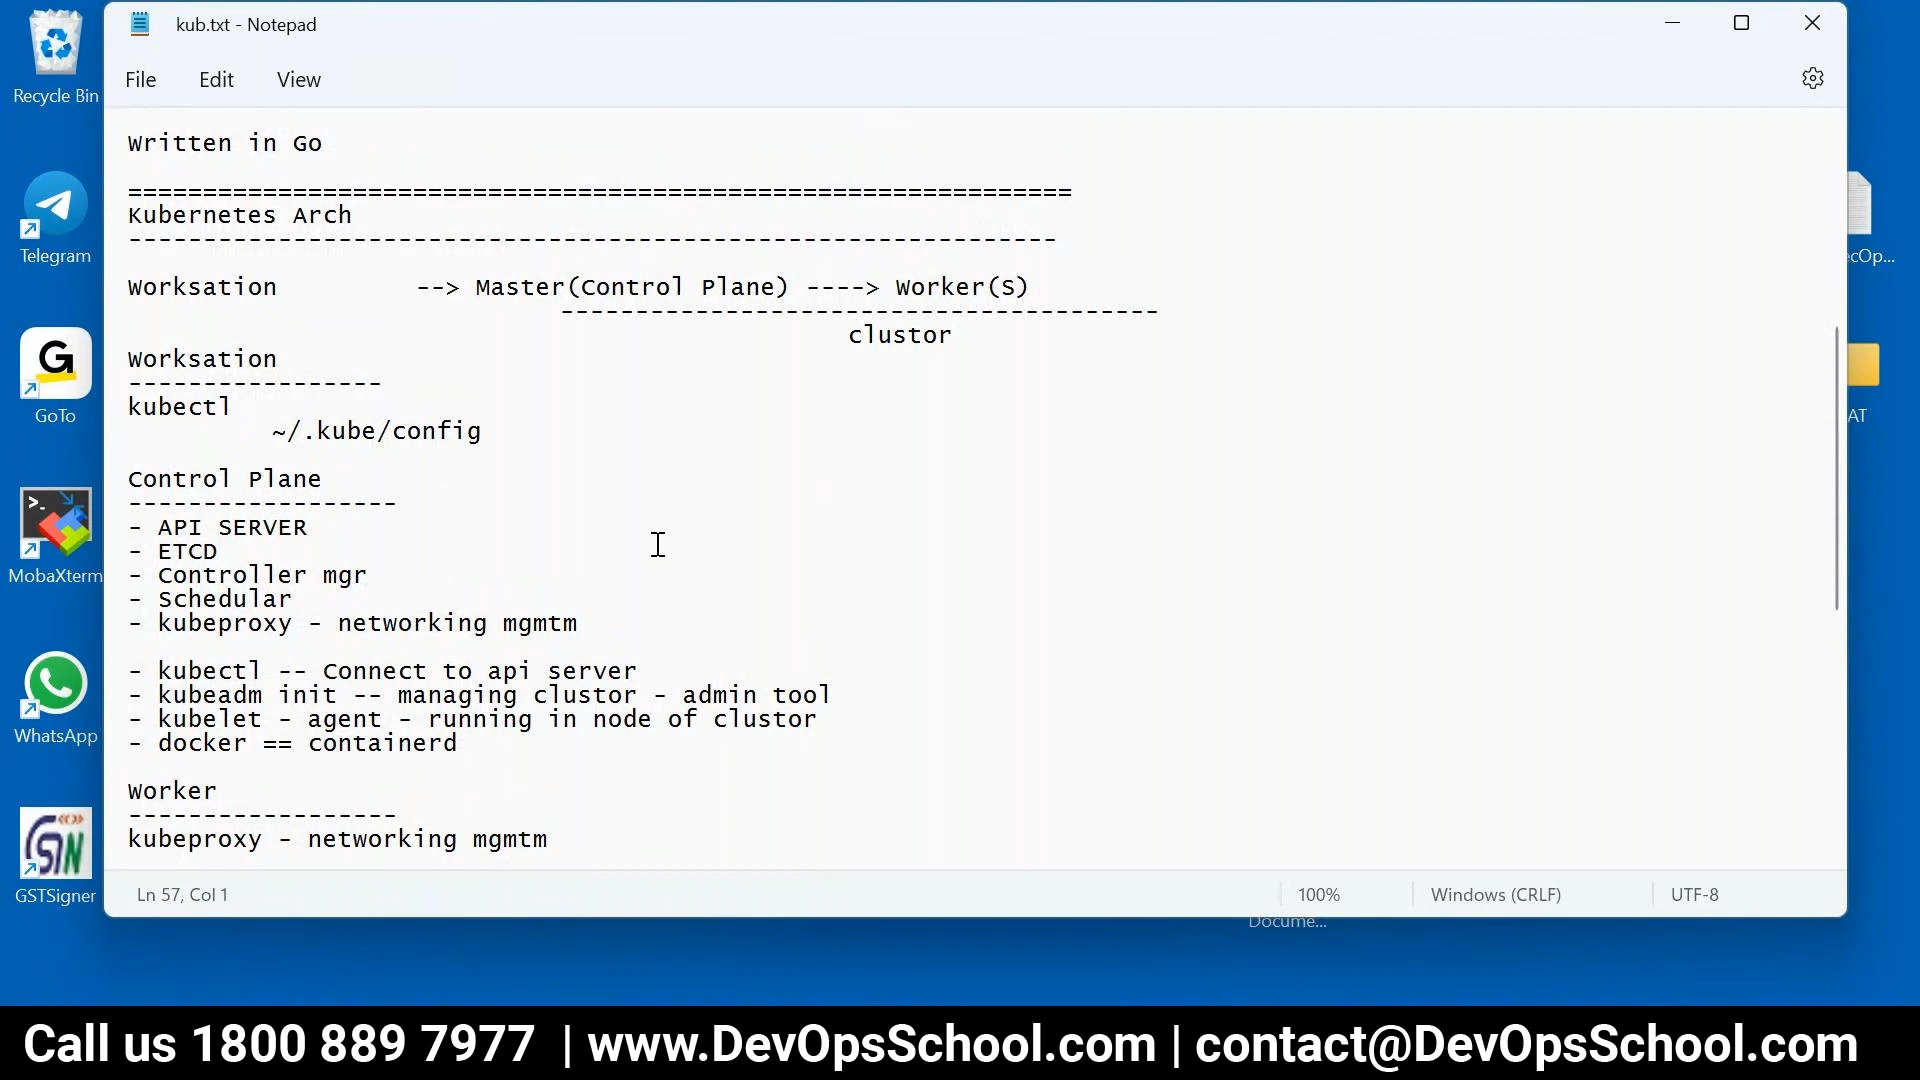 Recycle Bin
Telegram
GoTo
MobaXterm
WhatsApp
GSTSigner
kub.txt - Notepad
File Edit View
Written in Go
===============================================================
Kubernetes Arch
--------------------------------------------------------------
Worksation --> Master(Control Plane) ----> Worker(S)
----------------------------------------
clustor
Worksation
-----------------
kubectl
~/.kube/config
Control Plane
------------------
- API SERVER
- ETCD
- Controller mgr
- Schedular
- kubeproxy - networking mgmtm
- kubectl -- Connect to api server
- kubeadm init -- managing clustor - admin tool
- kubelet - agent - running in node of clustor
- docker == containerd
Worker
------------------
kubeproxy - networking mgmtm
Ln 57, Col 1 100% Windows (CRLF) UTF-8
ecOp...
AT
Docume...
Call us 1800 889 7977 | www.DevOpsSchool.com | contact@DevOpsSchool.com